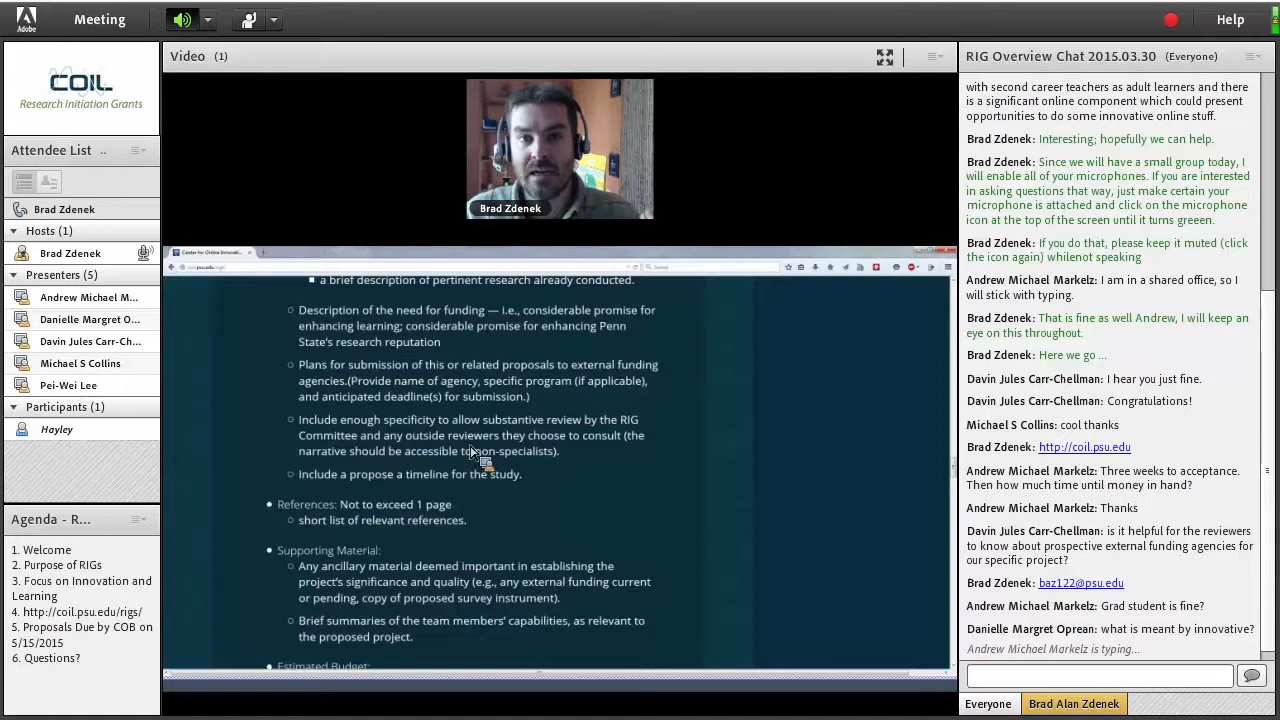 Adobe
Meeting
Help
COIL
Research Initiation Grants
Attendee List ..
Brad Zdenek
Hosts (1)
Brad Zdenek
Presenters (5)
Andrew Michael M...
Danielle Margret O...
Davin Jules Carr-Ch...
Michael S Collins
Pei-Wei Lee
Participants (1)
Hayley
Agenda - R...
1. Welcome
2. Purpose of RIGs
3. Focus on Innovation and
Learning
4. http://coil.psu.edu/rigs/
5. Proposals Due by COB on
5/15/2015
6. Questions?
Video (1)
Brad Zdenek
a brief description of pertinent research already conducted.
Description of the need for funding — i.e., considerable promise for
enhancing learning; considerable promise for enhancing Penn
State's research reputation
Plans for submission of this or related proposals to external funding
agencies.(Provide name of agency, specific program (if applicable),
and anticipated deadline(s) for submission.)
Include enough specificity to allow substantive review by the RIG
Committee and any outside reviewers they choose to consult (the
narrative should be accessible to non-specialists).
Include a propose a timeline for the study.
References: Not to exceed 1 page
short list of relevant references.
Supporting Material:
Any ancillary material deemed important in establishing the
project's significance and quality (e.g., any external funding current
or pending, copy of proposed survey instrument).
Brief summaries of the team members' capabilities, as relevant to
the proposed project.
Estimated Budget:
RIG Overview Chat 2015.03.30 (Everyone)
with second career teachers as adult learners and there
is a significant online component which could present
opportunities to do some innovative online stuff.
Brad Zdenek: Interesting; hopefully we can help.
Brad Zdenek: Since we will have a small group today, I
will enable all of your microphones. If you are interested
in asking questions that way, just make certain your
microphone is attached and click on the microphone
icon at the top of the screen until it turns greeen.
Brad Zdenek: If you do that, please keep it muted (click
the icon again) whilenot speaking
Andrew Michael Markelz: I am in a shared office, so I
will stick with typing.
Brad Zdenek: That is fine as well Andrew, I will keep an
eye on this throughout.
Brad Zdenek: Here we go ...
Davin Jules Carr-Chellman: I hear you just fine.
Davin Jules Carr-Chellman: Congratulations!
Michael S Collins: cool thanks
Brad Zdenek: http://coil.psu.edu
Andrew Michael Markelz: Three weeks to acceptance.
Then how much time until money in hand?
Andrew Michael Markelz: Thanks
Davin Jules Carr-Chellman: is it helpful for the reviewers
to know about prospective external funding agencies for
our specific project?
Brad Zdenek: baz122@psu.edu
Andrew Michael Markelz: Grad student is fine?
Danielle Margret Oprean: what is meant by innovative?
Andrew Michael Markelz is typing...
Everyone
Brad Alan Zdenek